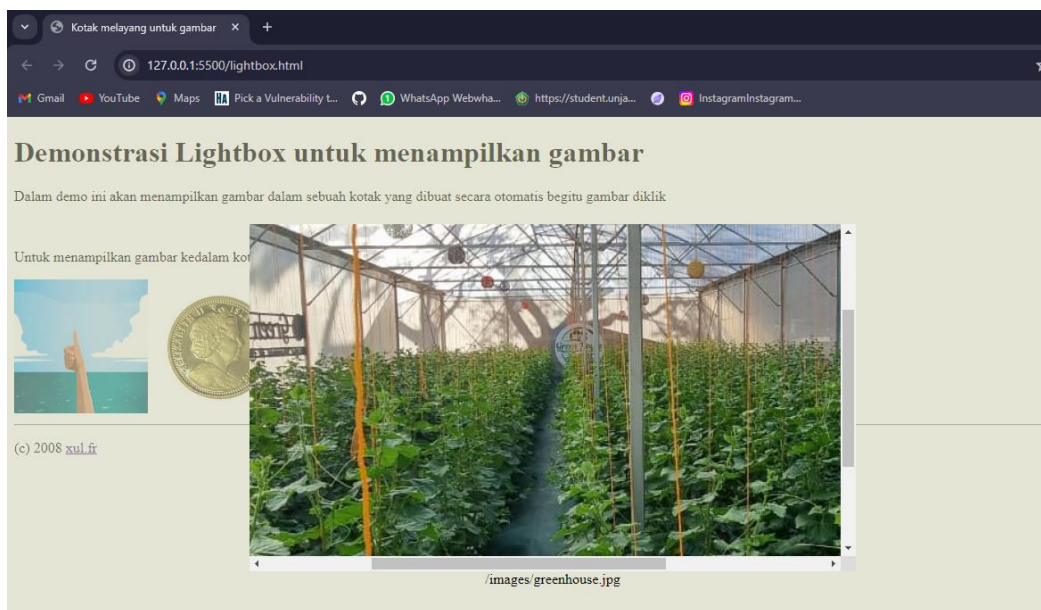 Kotak melayang untuk gambar
127.0.0.1:5500/lightbox.html
Gmail YouTube Maps HA Pick a Vulnerability t... WhatsApp Webwha... https://student.unja... InstagramInstagram...
Demonstrasi Lightbox untuk menampilkan gambar
Dalam demo ini akan menampilkan gambar dalam sebuah kotak yang dibuat secara otomatis begitu gambar diklik
Untuk menampilkan gambar kedalam kot
Green
(c) 2008 xul.fr
/images/greenhouse.jpg